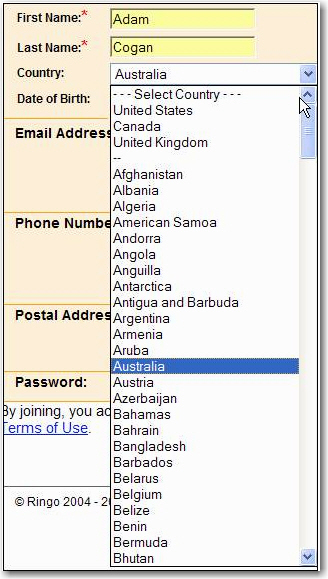 First Name:* Adam
Last Name:* Cogan
Country: Australia
Date of Birth:
- - - Select Country - - -
United States
Canada
United Kingdom
--
Afghanistan
Albania
Algeria
American Samoa
Andorra
Angola
Anguilla
Antarctica
Antigua and Barbuda
Argentina
Armenia
Aruba
Australia
Austria
Azerbaijan
Bahamas
Bahrain
Bangladesh
Barbados
Belarus
Belgium
Belize
Benin
Bermuda
Bhutan
Email Address
Phone Numbe
Postal Addres
Password:
By joining, you ac
Terms of Use.
© Ringo 2004 - 20